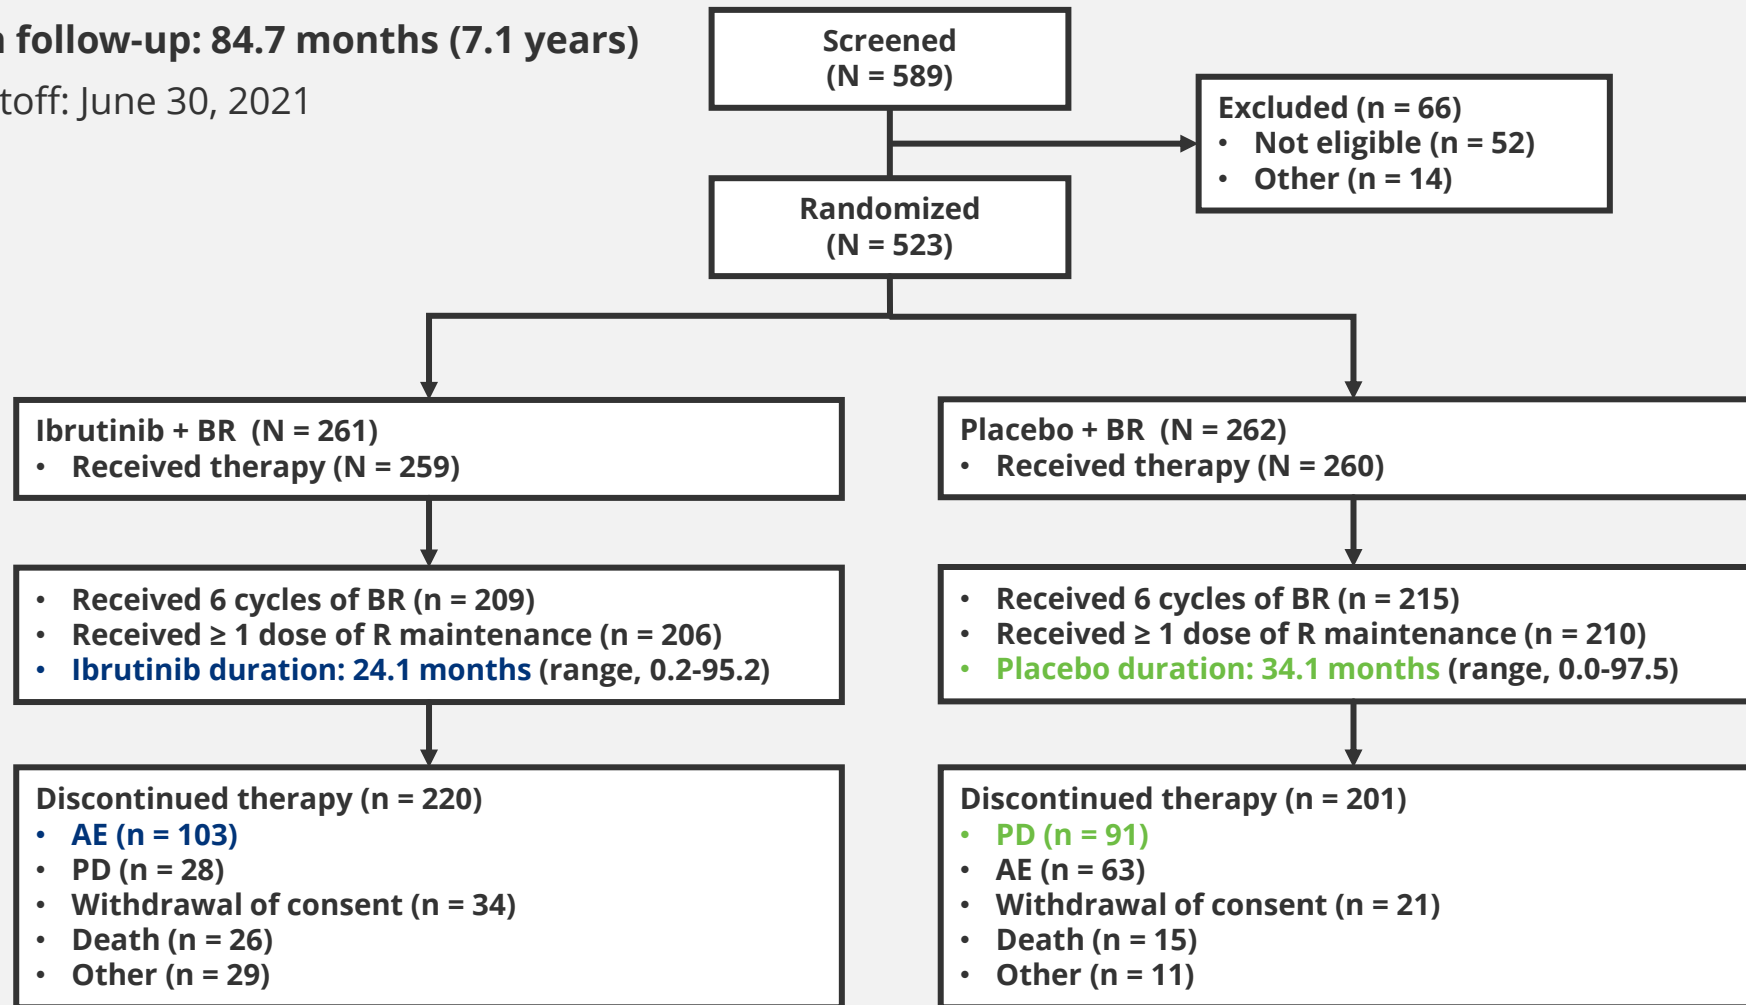 follow-up: 84.7 months (7.1 years)
toff: June 30, 2021
Screened
(N = 589)
Excluded (n = 66)
• Not eligible (n = 52)
• Other (n = 14)
Randomized
(N = 523)
Ibrutinib + BR (N = 261)
• Received therapy (N = 259)
Placebo + BR (N = 262)
• Received therapy (N = 260)
• Received 6 cycles of BR (n = 209)
• Received ≥ 1 dose of R maintenance (n = 206)
• Ibrutinib duration: 24.1 months (range, 0.2-95.2)
• Received 6 cycles of BR (n = 215)
• Received ≥ 1 dose of R maintenance (n = 210)
• Placebo duration: 34.1 months (range, 0.0-97.5)
Discontinued therapy (n = 220)
• AE (n = 103)
• PD (n = 28)
• Withdrawal of consent (n = 34)
• Death (n = 26)
• Other (n = 29)
Discontinued therapy (n = 201)
• PD (n = 91)
• AE (n = 63)
• Withdrawal of consent (n = 21)
• Death (n = 15)
• Other (n = 11)